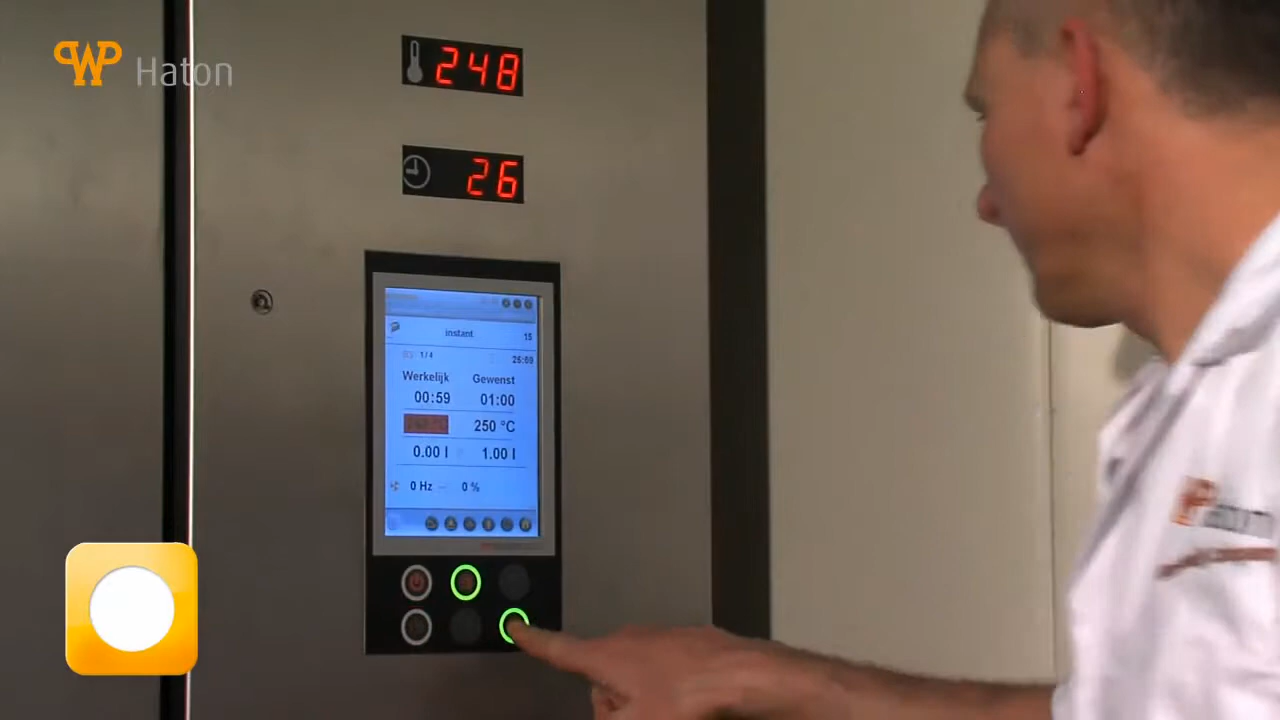 WP Haton
248
26
instant 15
1/4 25:59
Werkelijk Gewenst
00:59 01:00
250 °C
0.00 l 1.00 l
0 Hz 0 %